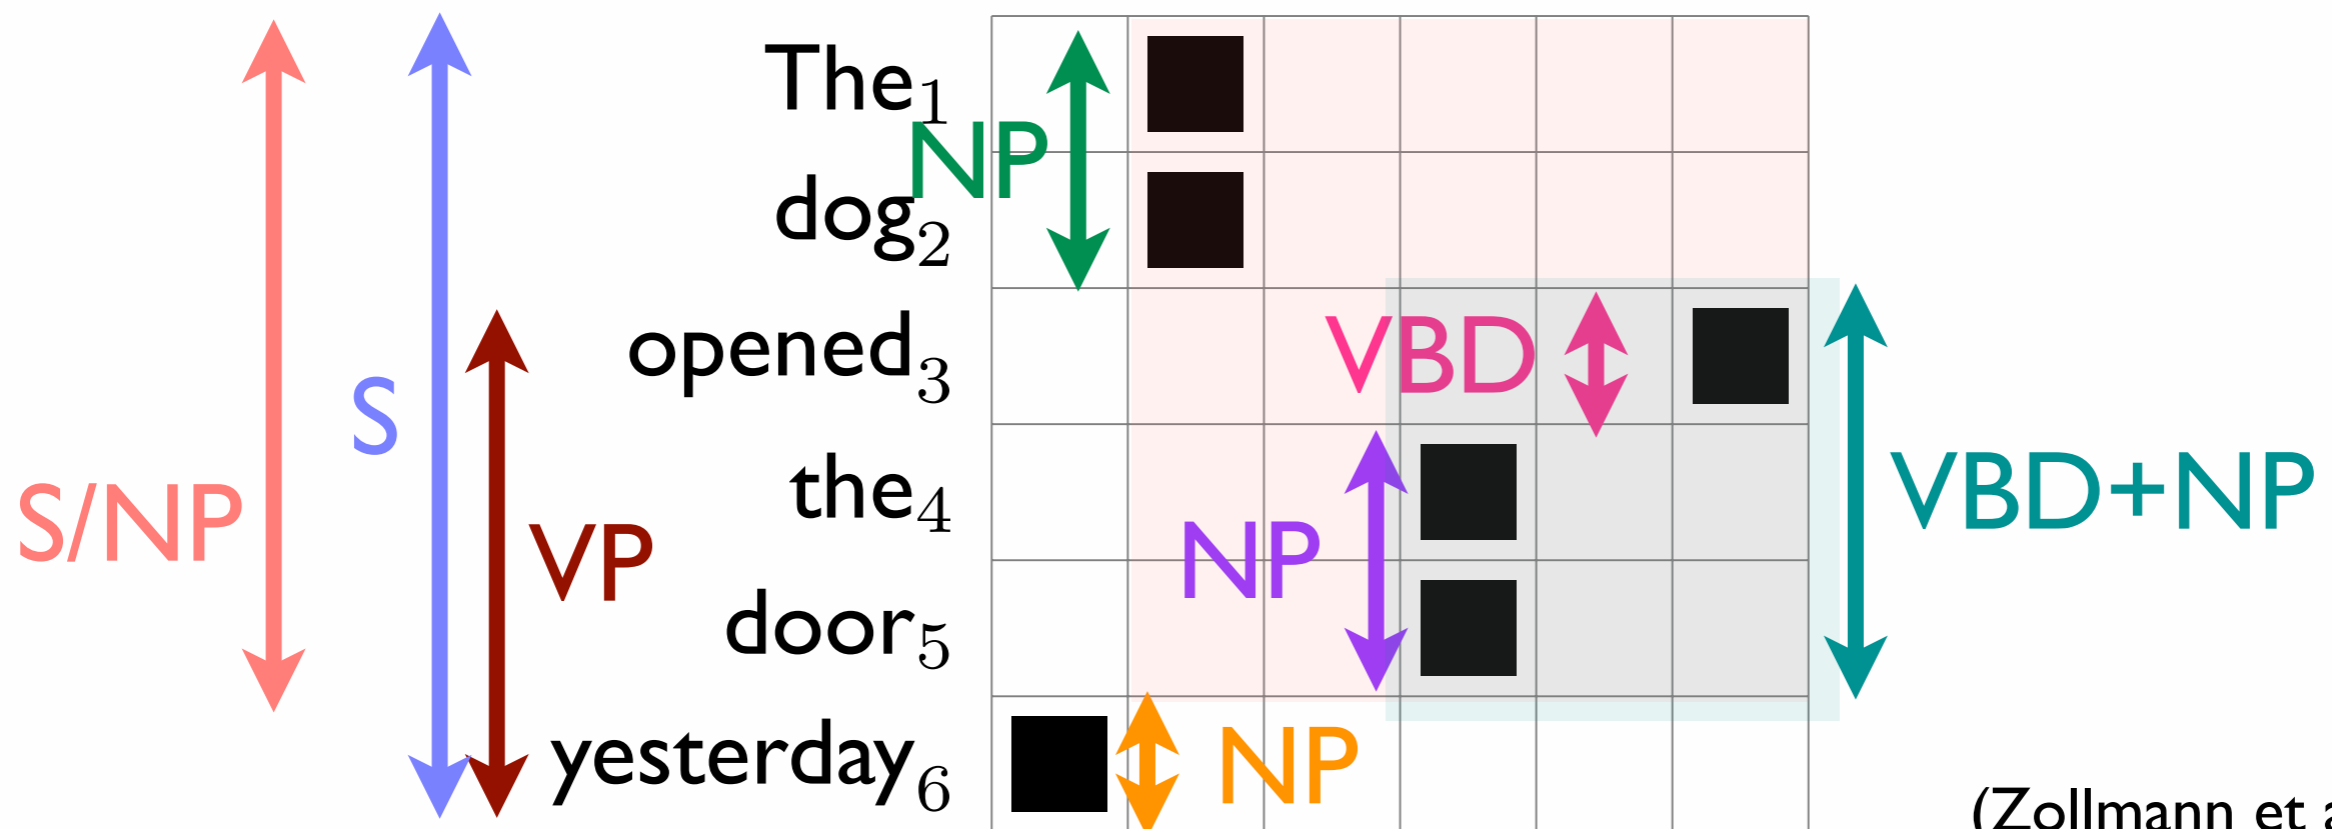 The1
NP
dog2
opened3
VBD
S
S/NP
the4
VBD+NP
VP
NP
door5
yesterday6
NP
(Zollmann et